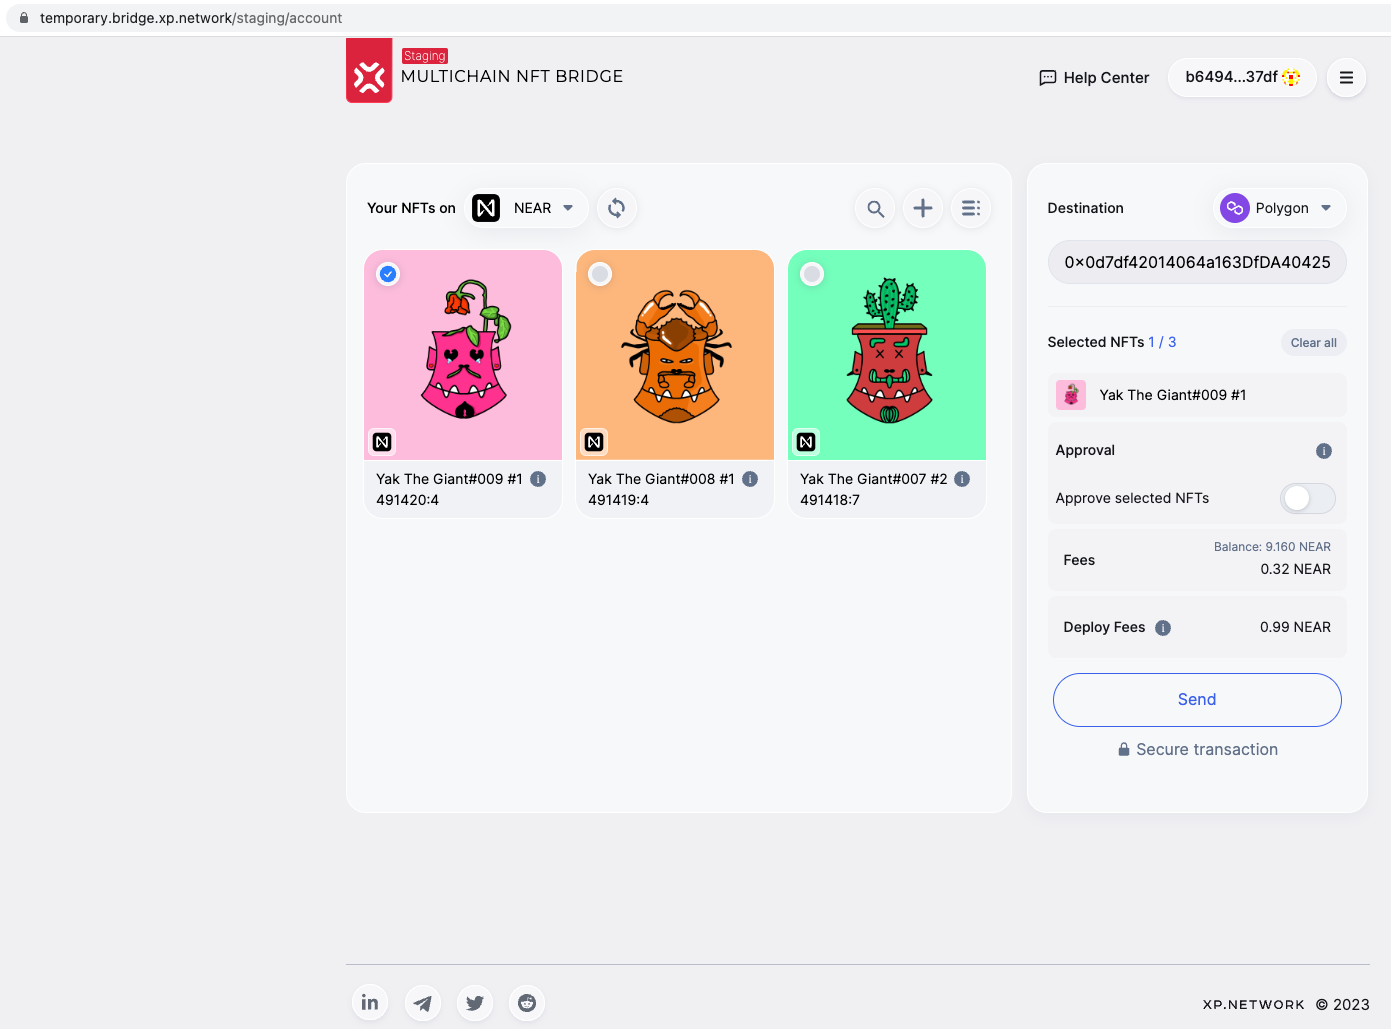 temporary.bridge.xp.network/staging/account
Staging
MULTICHAIN NFT BRIDGE
Help Center
b6494...37df
Your NFTs on
NEAR
Yak The Giant#009 #1
491420:4
Yak The Giant#008 #1
491419:4
Yak The Giant#007 #2
491418:7
Destination
Polygon
0x0d7df42014064a163DfDA40425
Selected NFTs 1 / 3
Clear all
Yak The Giant#009 #1
Approval
Approve selected NFTs
Fees
Balance: 9.160 NEAR
0.32 NEAR
Deploy Fees
0.99 NEAR
Send
Secure transaction
XP.NETWORK © 2023